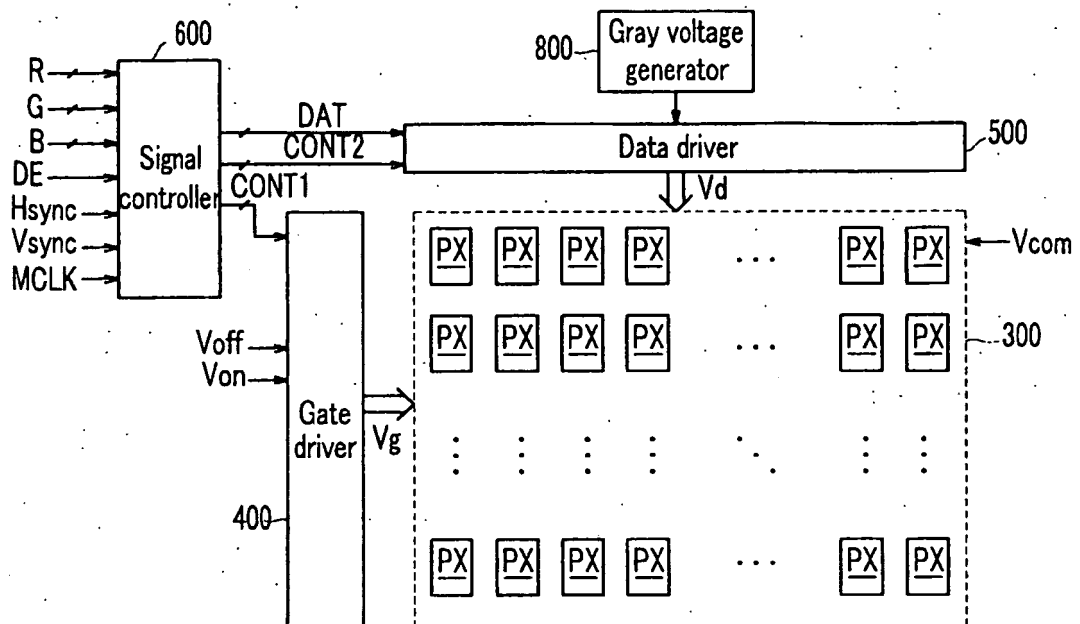 600
R
G
B
DE
Hsync
Vsync
MCLK
Signal
controller
DAT
CONT2
CONT1
800
Gray voltage
generator
Data driver
500
Vd
Vcom
PX PX PX PX ... PX PX
PX PX PX PX ... PX PX
300
Voff
Von
Gate
driver
Vg
400
PX PX PX PX ... PX PX